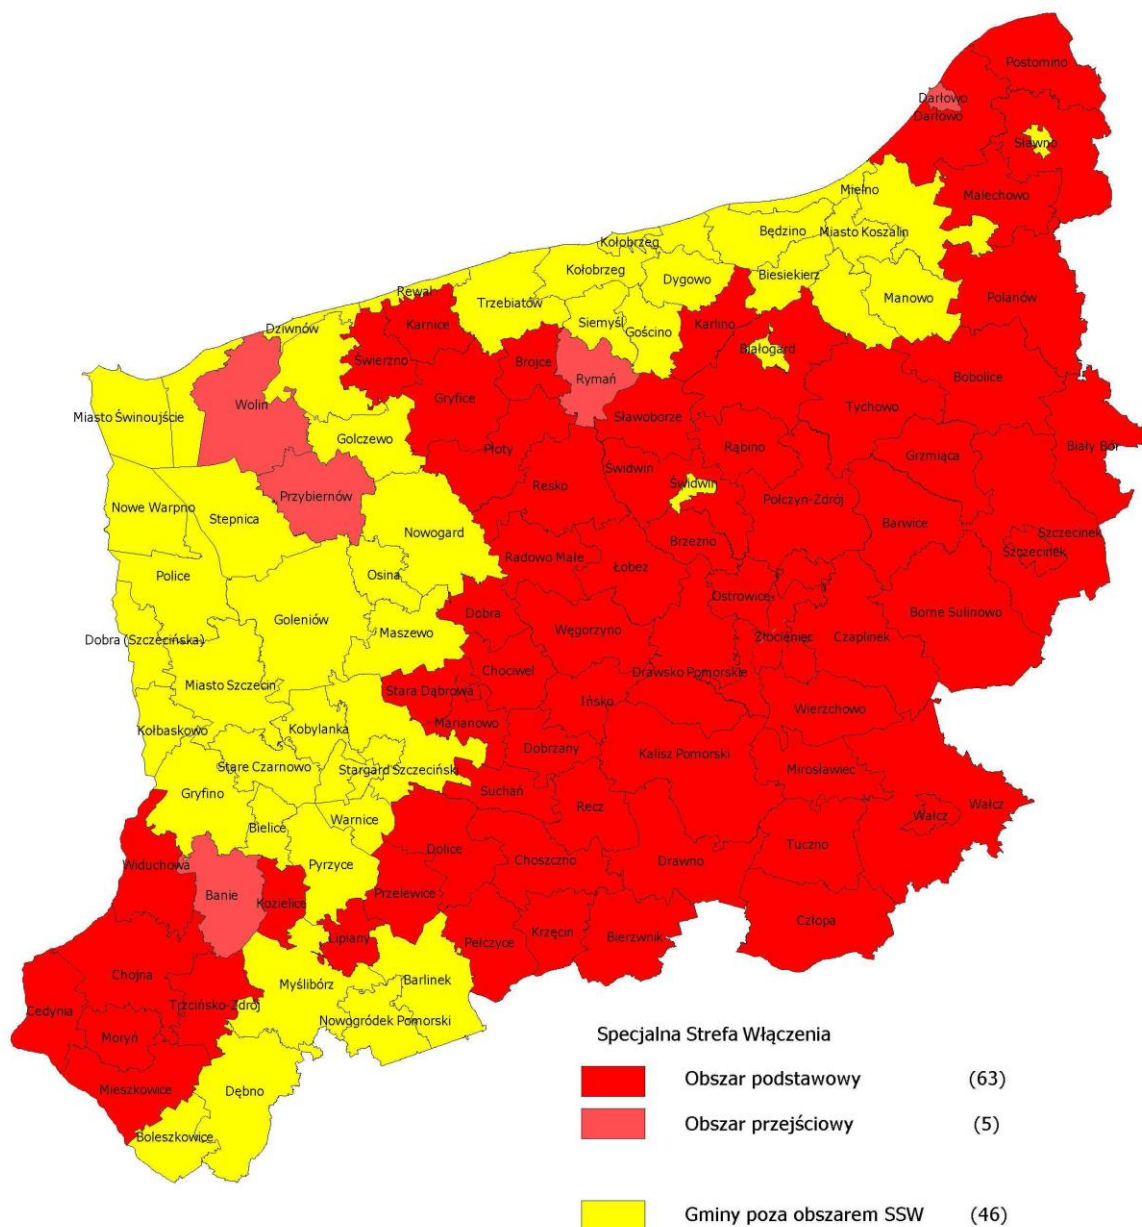 Postomino
Darłowo
Darłowo
Sławno
Malechowo
Mielno
Będzino
Miasto Koszalin
Kołobrzeg
Kołobrzeg
Dygowo
Biesiekierz
Manowo
Polanów
Rewal
Trzebiatów
Siemyśl
Gościno
Karlino
Białogard
Dziwnów
Karnice
Świerzno
Brojce
Rymań
Bobolice
Tychowo
Wolin
Gryfice
Sławoborze
Miasto Świnoujście
Golczewo
Płoty
Rąbino
Grzmiąca
Biały Bór
Świdwin
Świdwin
Resko
Połczyn-Zdrój
Przybiernów
Nowe Warpno
Stepnica
Barwice
Nowogard
Brzeżno
Szczecinek
Szczecinek
Radowo Małe
Łobez
Police
Osina
Ostrowice
Dobra
Borne Sulinowo
Goleniów
Maszewo
Węgorzyno
Złocieniec
Czaplinek
Dobra (Szczecińska)
Chociwel
Drawsko Pomorskie
Miasto Szczecin
Stara Dąbrowa
Ińsko
Wierzchowo
Marianowo
Kołbaskowo
Kobylanka
Dobrzany
Kalisz Pomorski
Stare Czarnowo
Stargard Szczeciński
Mirosławiec
Gryfino
Suchań
Recz
Wałcz
Wałcz
Bielice
Warnice
Tuczno
Widuchowa
Pyrzyce
Dolice
Choszczno
Drawno
Banie
Kozielice
Przelewice
Człopa
Krzęcin
Bierzwnik
Lipiany
Pełczyce
Chojna
Myślibórz
Barlinek
Cedynia
Trzcińsko-Zdrój
Nowogródek Pomorski
Moryń
Mieszkowice
Dębno
Boleszkowice
Specjalna Strefa Włączenia
Obszar podstawowy (63)
Obszar przejściowy (5)
Gminy poza obszarem SSW (46)